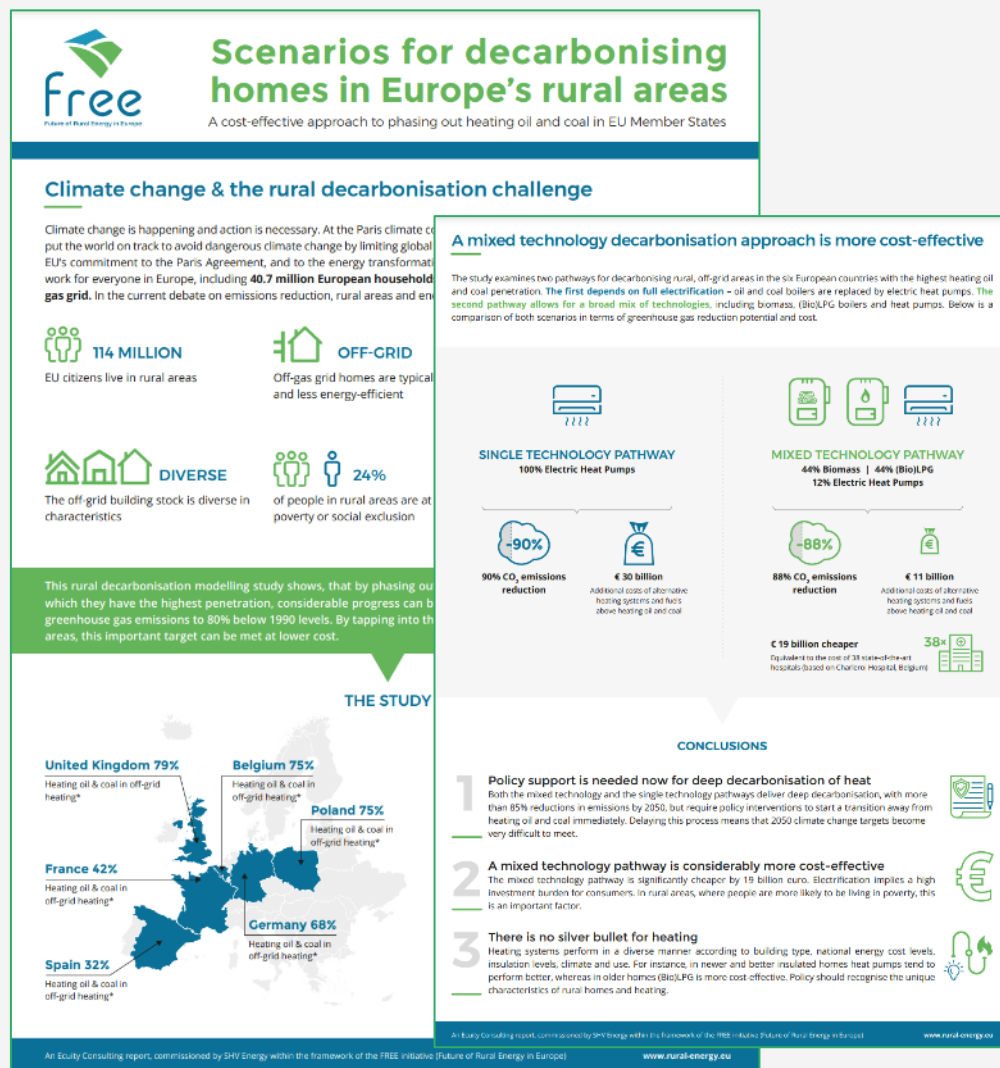 free
Future of Rural Energy in Europe
Scenarios for decarbonising
homes in Europe's rural areas
A cost-effective approach to phasing out heating oil and coal in EU Member States
Climate change & the rural decarbonisation challenge
Climate change is happening and action is necessary. At the Paris climate co
put the world on track to avoid dangerous climate change by limiting global
EU's commitment to the Paris Agreement, and to the energy transformati
work for everyone in Europe, including 40.7 million European household
gas grid. In the current debate on emissions reduction, rural areas and en
114 MILLION
EU citizens live in rural areas
OFF-GRID
Off-gas grid homes are typical
and less energy-efficient
DIVERSE
The off-grid building stock is diverse in
characteristics
24%
of people in rural areas are at
poverty or social exclusion
This rural decarbonisation modelling study shows, that by phasing ou
which they have the highest penetration, considerable progress can b
greenhouse gas emissions to 80% below 1990 levels. By tapping into th
areas, this important target can be met at lower cost.
THE STUDY
United Kingdom 79%
Heating oil & coal in off-grid
heating*
Belgium 75%
Heating oil & coal in
off-grid heating*
Poland 75%
Heating oil & coal in
off-grid heating*
France 42%
Heating oil & coal in
off-grid heating*
Germany 68%
Heating oil & coal in
off-grid heating*
Spain 32%
Heating oil & coal in
off-grid heating*
An Ecuity Consulting report, commissioned by SHV Energy within the framework of the FREE initiative (Future of Rural Energy in Europe)
www.rural-energy.eu
A mixed technology decarbonisation approach is more cost-effective
The study examines two pathways for decarbonising rural, off-grid areas in the six European countries with the highest heating oil
and coal penetration. The first depends on full electrification – oil and coal boilers are replaced by electric heat pumps. The
second pathway allows for a broad mix of technologies, including biomass, (Bio)LPG boilers and heat pumps. Below is a
comparison of both scenarios in terms of greenhouse gas reduction potential and cost.
SINGLE TECHNOLOGY PATHWAY
100% Electric Heat Pumps
-90%
€
90% CO₂ emissions
reduction
€ 30 billion
Additional costs of alternative
heating systems and fuels
above heating oil and coal
MIXED TECHNOLOGY PATHWAY
44% Biomass | 44% (Bio)LPG
12% Electric Heat Pumps
-88%
€
88% CO₂ emissions
reduction
€ 11 billion
Additional costs of alternative
heating systems and fuels
above heating oil and coal
€ 19 billion cheaper
Equivalent to the cost of 38 state-of-the-art
hospitals (based on Charleroi Hospital, Belgium)
38x
CONCLUSIONS
1
Policy support is needed now for deep decarbonisation of heat
Both the mixed technology and the single technology pathways deliver deep decarbonisation, with more
than 85% reductions in emissions by 2050, but require policy interventions to start a transition away from
heating oil and coal immediately. Delaying this process means that 2050 climate change targets become
very difficult to meet.
2
A mixed technology pathway is considerably more cost-effective
The mixed technology pathway is significantly cheaper by 19 billion euro. Electrification implies a high
investment burden for consumers. In rural areas, where people are more likely to be living in poverty, this
is an important factor.
3
There is no silver bullet for heating
Heating systems perform in a diverse manner according to building type, national energy cost levels,
insulation levels, climate and use. For instance, in newer and better insulated homes heat pumps tend to
perform better, whereas in older homes (Bio)LPG is more cost-effective. Policy should recognise the unique
characteristics of rural homes and heating.
An Ecuity Consulting report, commissioned by SHV Energy within the framework of the FREE initiative (Future of Rural Energy in Europe)
www.rural-energy.eu